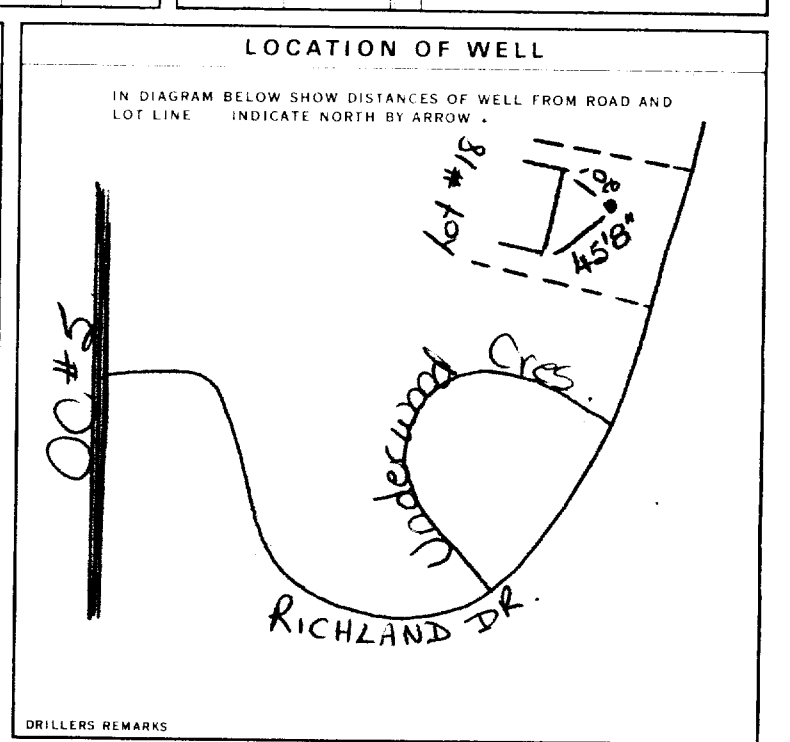 LOCATION OF WELL
IN DIAGRAM BELOW SHOW DISTANCES OF WELL FROM ROAD AND
LOT LINE INDICATE NORTH BY ARROW .
Lot #18
45'8"
OC #5
Underwood Cres.
RICHLAND DR.
DRILLERS REMARKS